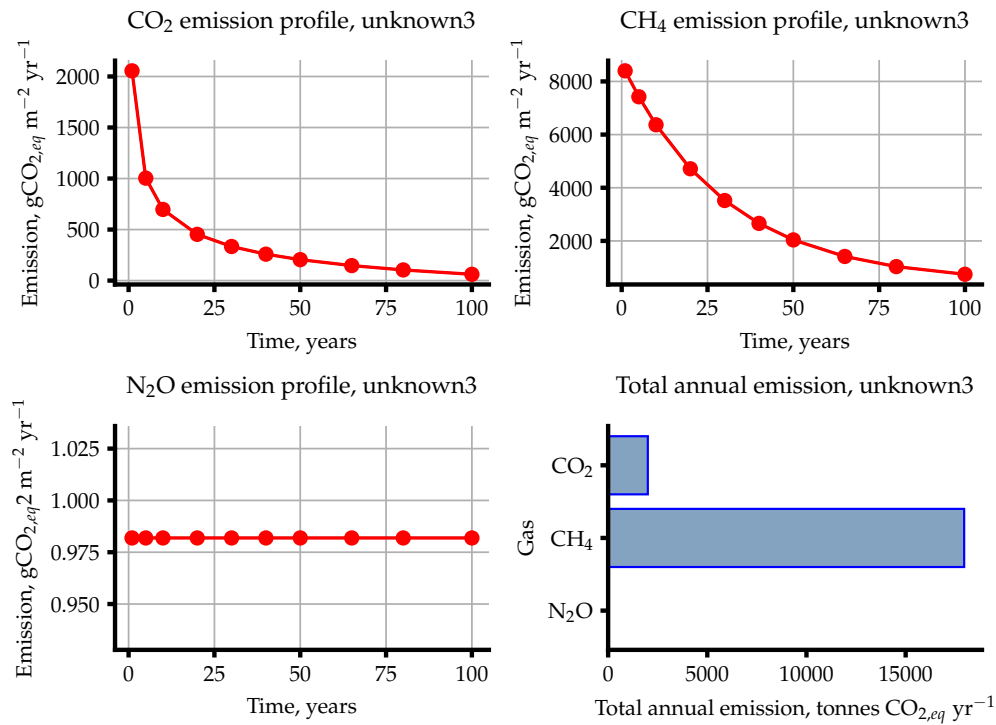 CO₂ emission profile, unknown3
Emission, gCO₂,eq m⁻² yr⁻¹
2000
1500
1000
500
0
0 25 50 75 100
Time, years
CH₄ emission profile, unknown3
Emission, gCO₂,eq m⁻² yr⁻¹
8000
6000
4000
2000
0 25 50 75 100
Time, years
N₂O emission profile, unknown3
Emission, gCO₂,eq2 m⁻² yr⁻¹
1.025
1.000
0.975
0.950
0 25 50 75 100
Time, years
Total annual emission, unknown3
Gas
CO₂
CH₄
N₂O
0 5000 10000 15000
Total annual emission, tonnes CO₂,eq yr⁻¹